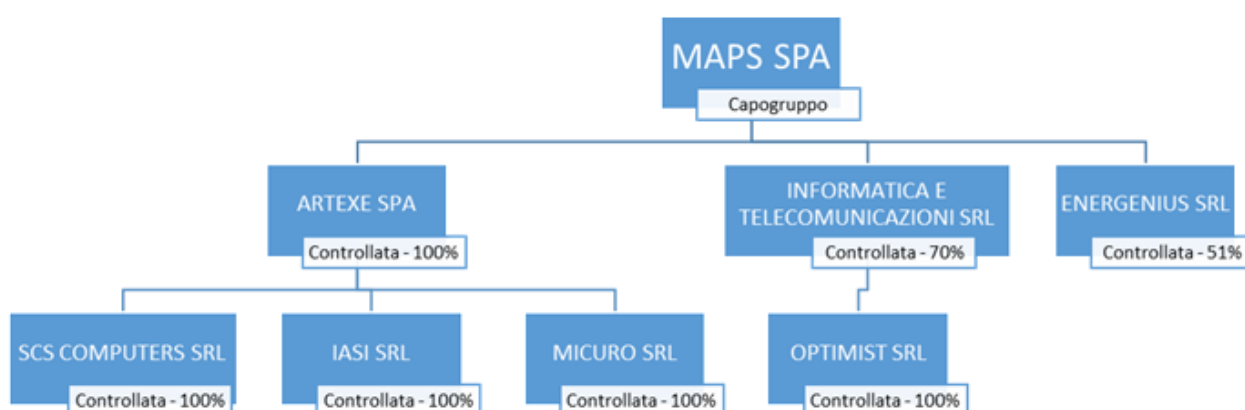 MAPS SPA
Capogruppo
ARTEXE SPA
Controllata - 100%
INFORMATICA E
TELECOMUNICAZIONI SRL
Controllata - 70%
ENERGENIUS SRL
Controllata - 51%
SCS COMPUTERS SRL
Controllata - 100%
IASI SRL
Controllata - 100%
MICURO SRL
Controllata - 100%
OPTIMIST SRL
Controllata - 100%